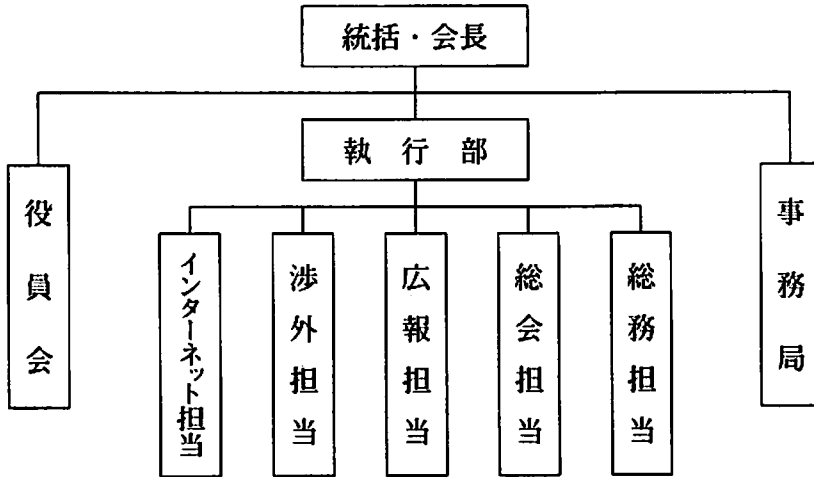 統括・会長
執行部
役員会
インターネット担当
渉外担当
広報担当
総会担当
総務担当
事務局